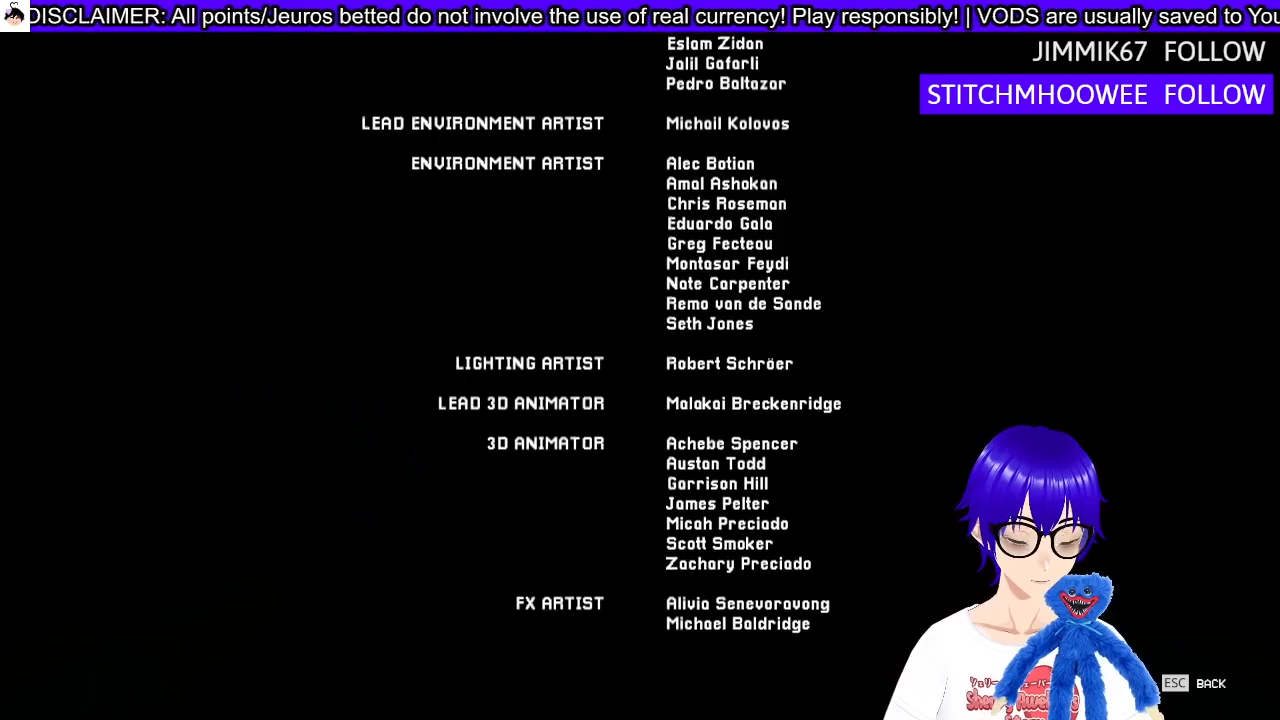 DISCLAIMER: All points/Jeuros betted do not involve the use of real currency! Play responsibly! | VODS are usually saved to You
JIMMIK67 FOLLOW
STITCHMHOOWEE FOLLOW
Eslam Zidan
Jalil Gafarli
Pedro Baltazar
LEAD ENVIRONMENT ARTIST Michail Kolovos
ENVIRONMENT ARTIST Alec Botian
Amal Ashokan
Chris Roseman
Eduardo Gala
Greg Fecteau
Montasar Feydi
Nate Carpenter
Remo van de Sande
Seth Jones
LIGHTING ARTIST Robert Schröer
LEAD 3D ANIMATOR Malakai Breckenridge
3D ANIMATOR Achebe Spencer
Austan Todd
Garrison Hill
James Pelter
Micah Preciado
Scott Smoker
Zachary Preciado
FX ARTIST Alivia Senevoravong
Michael Baldridge
ESC BACK